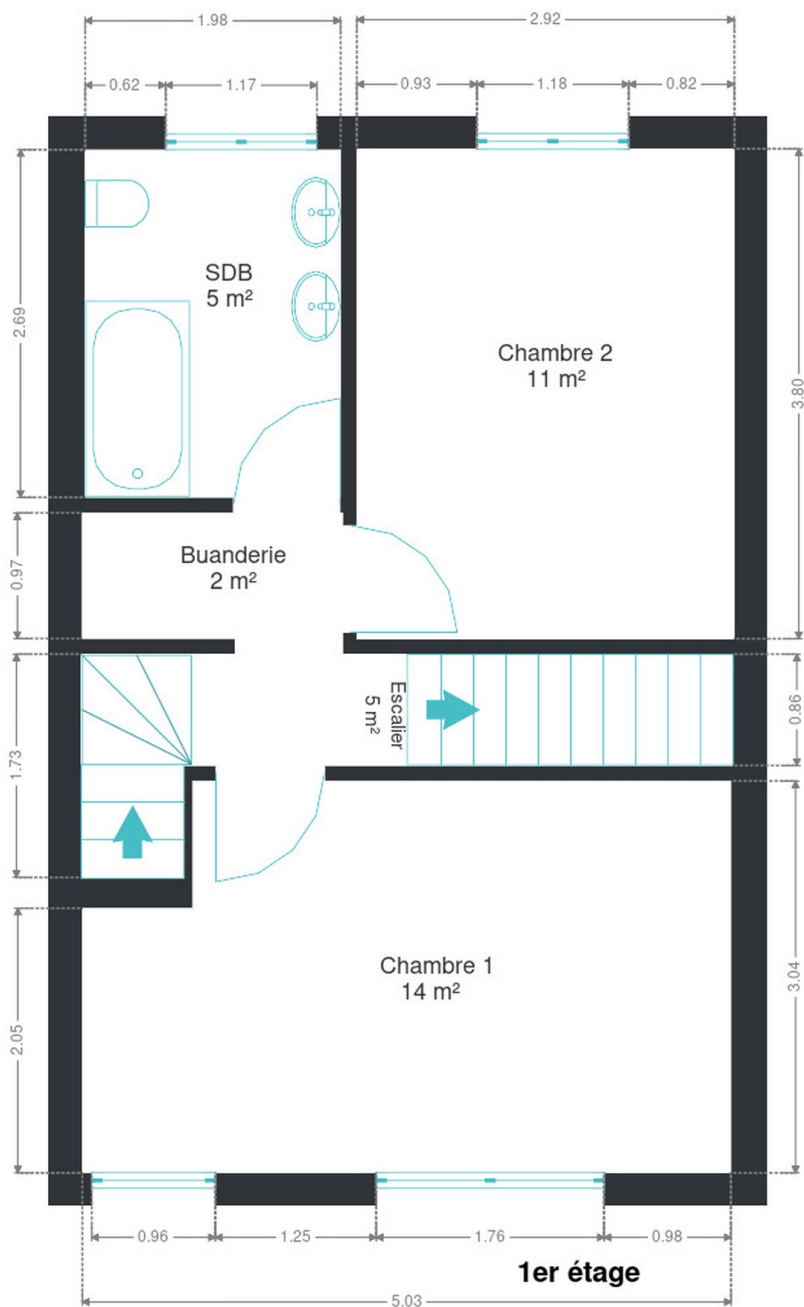 1.98
2.92
0.62
1.17
0.93
1.18
0.82
2.69
SDB
5 m²
Chambre 2
11 m²
3.80
0.97
Buanderie
2 m²
1.73
Escalier
5 m²
0.86
2.05
Chambre 1
14 m²
3.04
0.96
1.25
1.76
0.98
1er étage
5.03